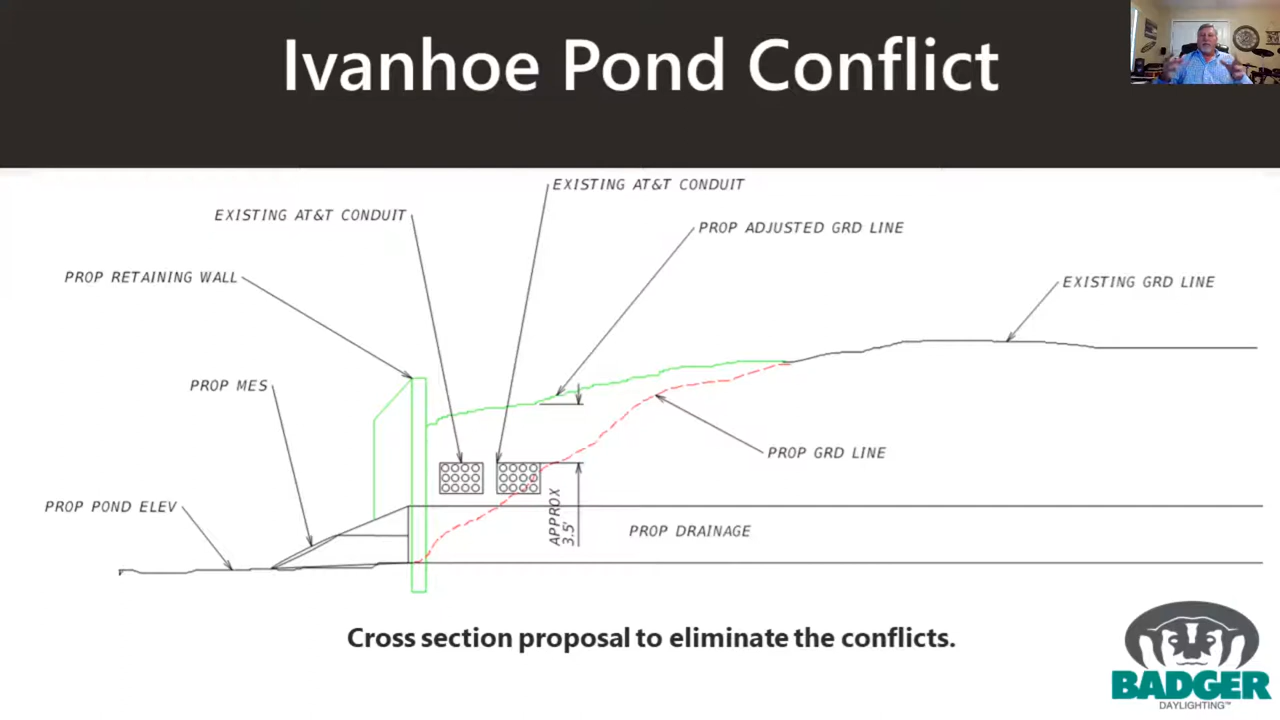 Ivanhoe Pond Conflict
EXISTING AT&T CONDUIT
EXISTING AT&T CONDUIT
PROP ADJUSTED GRD LINE
PROP RETAINING WALL
EXISTING GRD LINE
PROP MES
PROP GRD LINE
PROP POND ELEV
APPROX
3.5'
PROP DRAINAGE
Cross section proposal to eliminate the conflicts.
BADGER
DAYLIGHTING™